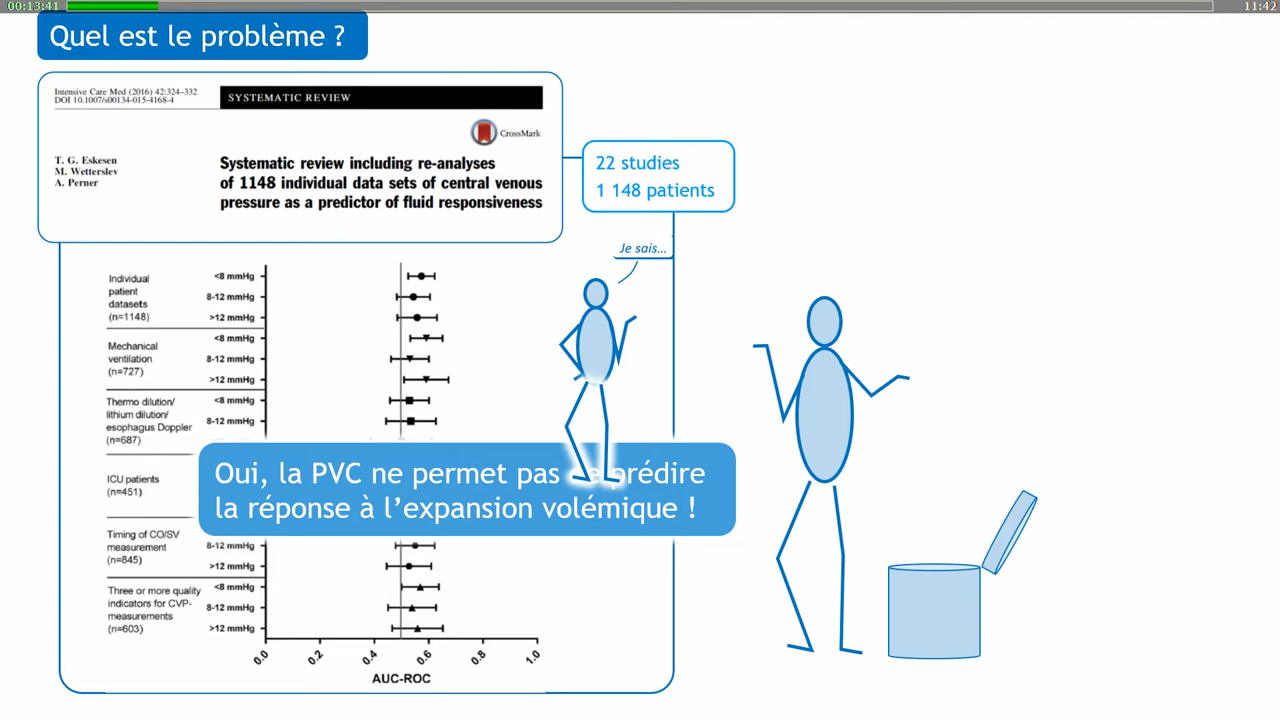 00:13:41
11:42
Quel est le problème ?
Intensive Care Med (2016) 42:324–332
DOI 10.1007/s00134-015-4168-4
SYSTEMATIC REVIEW
CrossMark
T. G. Eskesen
M. Wetterslev
A. Perner
Systematic review including re-analyses
of 1148 individual data sets of central venous
pressure as a predictor of fluid responsiveness
22 studies
1 148 patients
Je sais...
Individual
patient
datasets
(n=1148)
<8 mmHg
8-12 mmHg
>12 mmHg
Mechanical
ventilation
(n=727)
<8 mmHg
8-12 mmHg
>12 mmHg
Thermo dilution/
lithium dilution/
esophagus Doppler
(n=687)
<8 mmHg
8-12 mmHg
ICU patients
(n=451)
Oui, la PVC ne permet pas prédire
la réponse à l’expansion volémique !
Timing of CO/SV
measurement
(n=845)
8-12 mmHg
>12 mmHg
Three or more quality
indicators for CVP-
measurements
(n=603)
<8 mmHg
8-12 mmHg
>12 mmHg
0.0 0.2 0.4 0.6 0.8 1.0
AUC-ROC